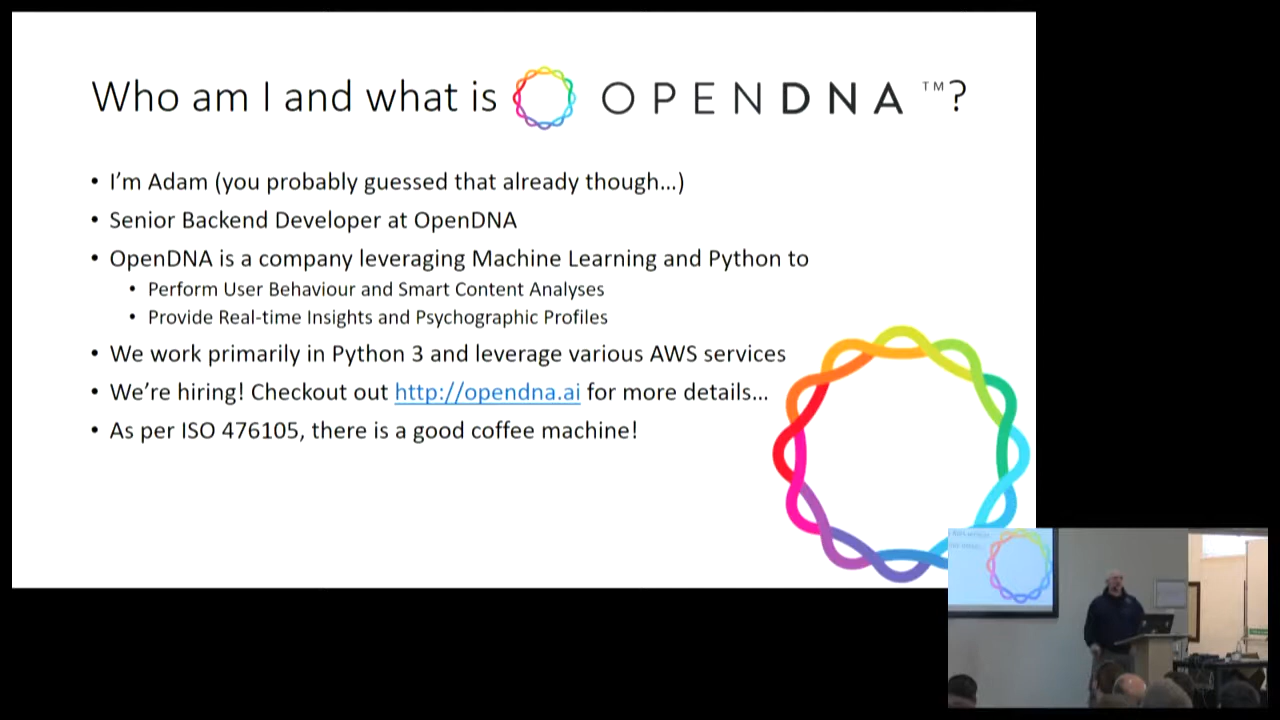 Who am I and what is OPENDNA™?
• I'm Adam (you probably guessed that already though…)
• Senior Backend Developer at OpenDNA
• OpenDNA is a company leveraging Machine Learning and Python to
• Perform User Behaviour and Smart Content Analyses
• Provide Real-time Insights and Psychographic Profiles
• We work primarily in Python 3 and leverage various AWS services
• We're hiring! Checkout out http://opendna.ai for more details…
• As per ISO 476105, there is a good coffee machine!